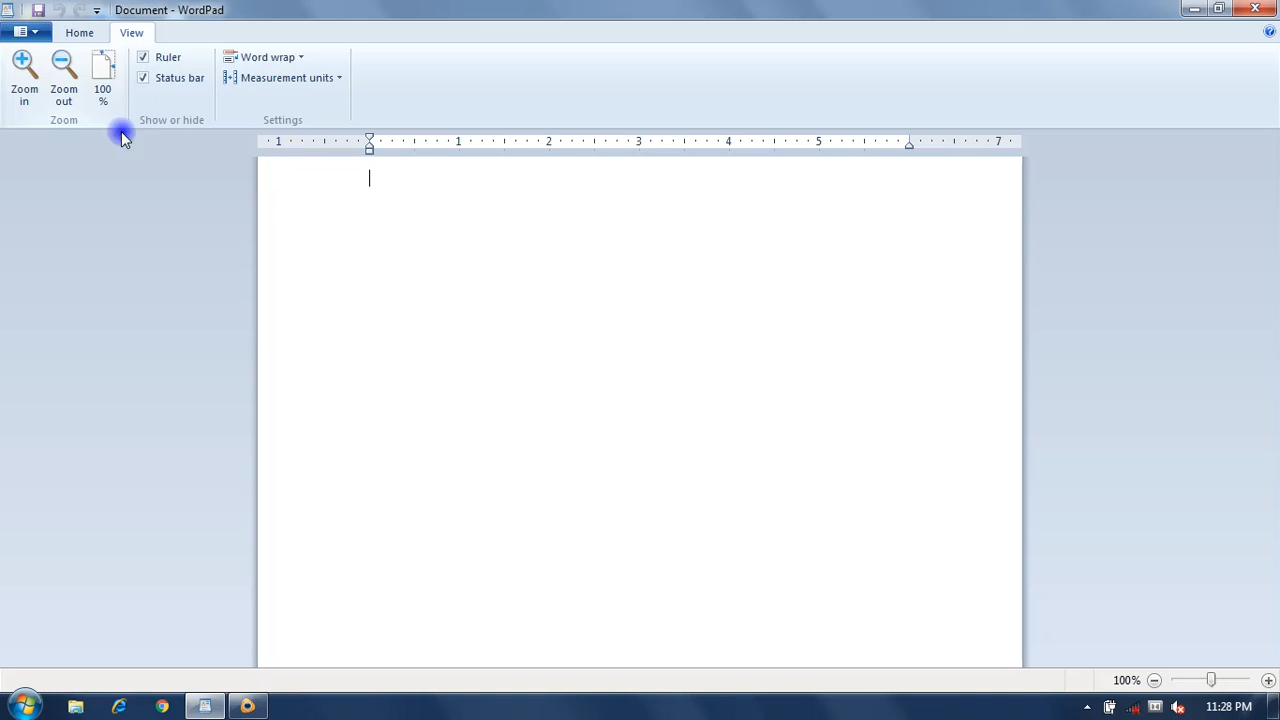 Document - WordPad
Home View
Zoom in
Zoom out
100 %
Zoom
Ruler
Status bar
Show or hide
Word wrap
Measurement units
Settings
1 1 2 3 4 5 7
100%
11:28 PM